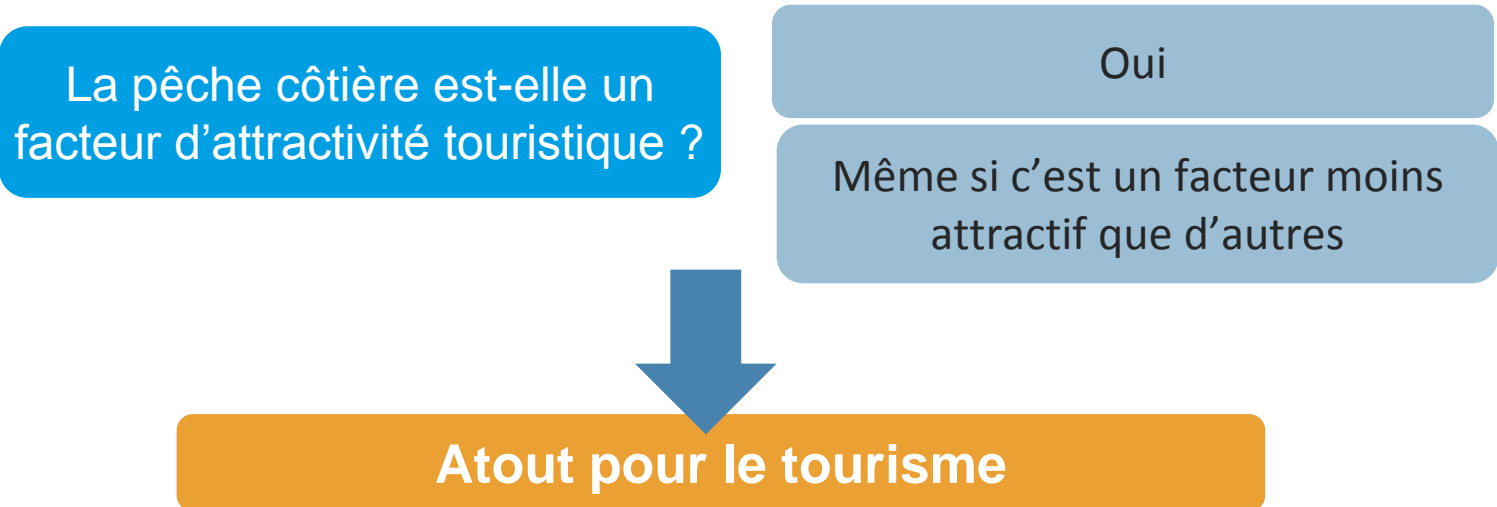 La pêche côtière est-elle un
facteur d’attractivité touristique ?
Oui
Même si c’est un facteur moins
attractif que d’autres
Atout pour le tourisme